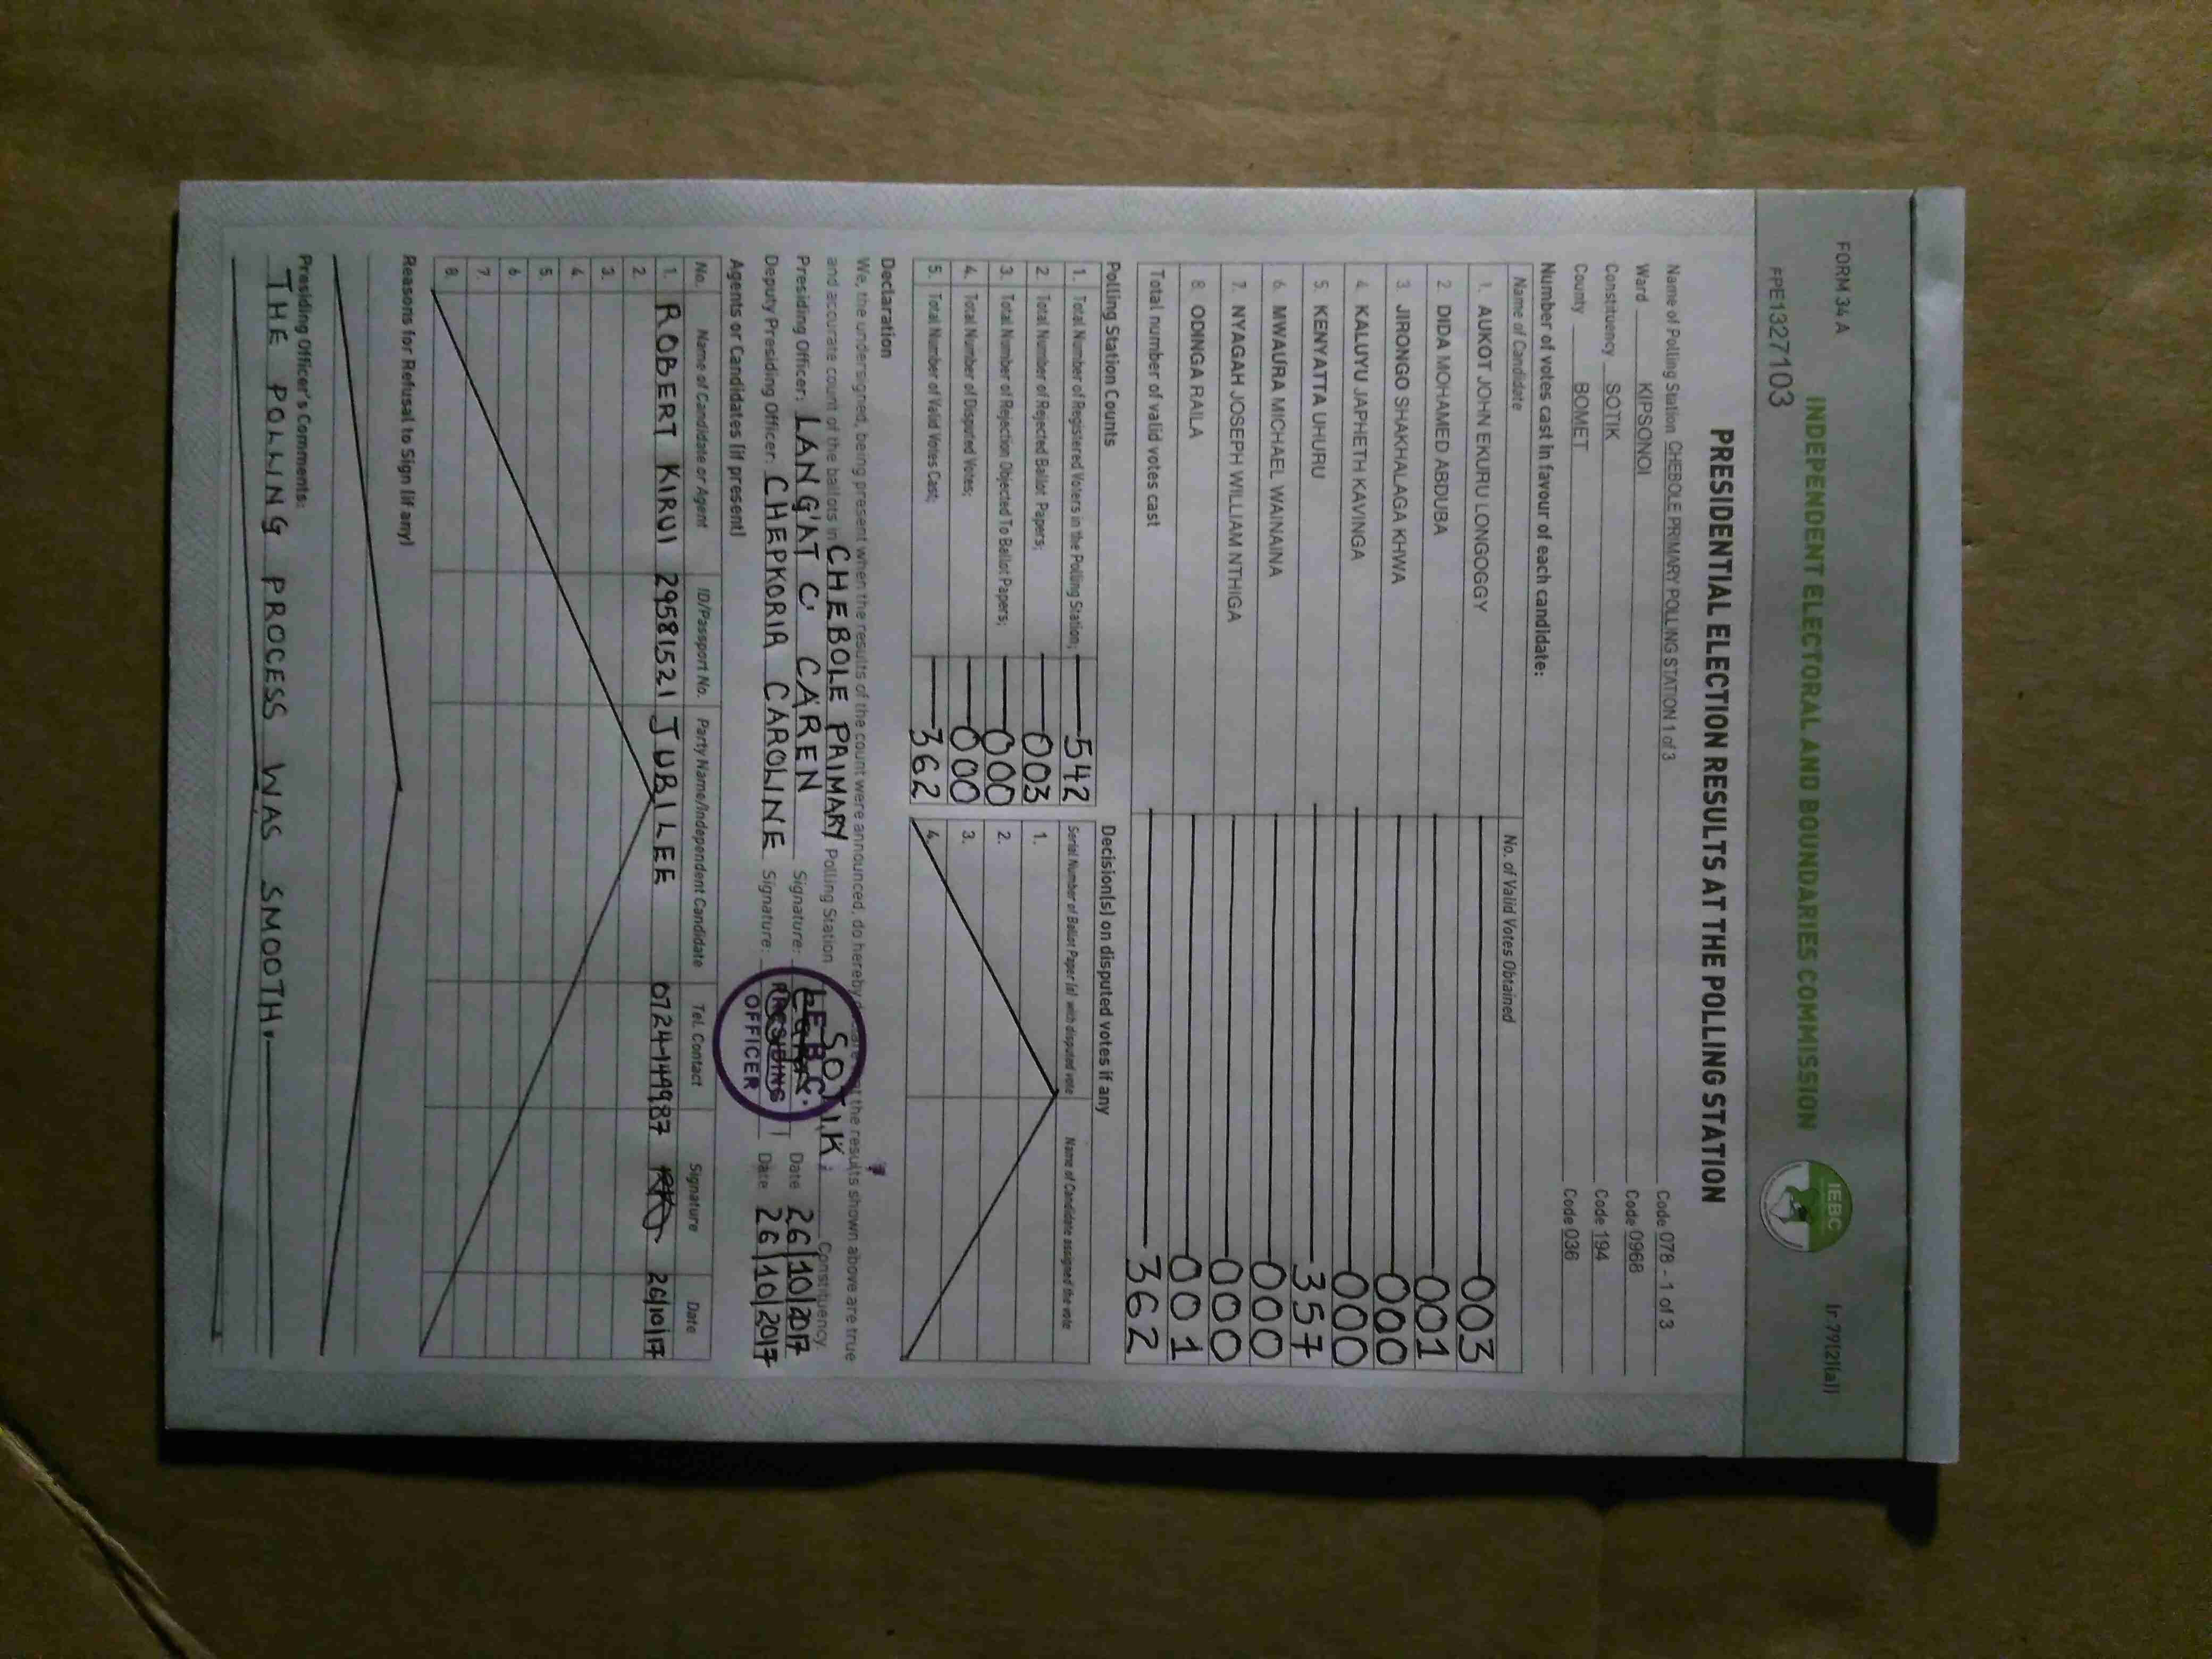 FORM 34 A
INDEPENDENT ELECTORAL AND BOUNDARIES COMMISSION
(r.79(2)(a))
FPE1327103
IEBC
PRESIDENTIAL ELECTION RESULTS AT THE POLLING STATION
Name of Polling Station CHEBOLE PRIMARY POLLING STATION 1 of 3 Code 078 - 1 of 3
Ward KIPSONOI Code 0968
Constituency SOTIK Code 194
County BOMET Code 036
Number of votes cast in favour of each candidate:
Name of Candidate No. of Valid Votes Obtained
1. AUKOT JOHN EKURU LONGOGGY 003
2. DIDA MOHAMED ABDUBA 001
3. JIRONGO SHAKHALAGA KHWA 000
4. KALUYU JAPHETH KAVINGA 000
5. KENYATTA UHURU 357
6. MWAURA MICHAEL WAINAINA 000
7. NYAGAH JOSEPH WILLIAM NTHIGA 000
8. ODINGA RAILA 001
Total number of valid votes cast 362
Polling Station Counts Decision(s) on disputed votes if any
1. Total Number of Registered Voters in the Polling Station; 542
2. Total Number of Rejected Ballot Papers; 003
3. Total Number of Rejection Objected To Ballot Papers; 000
4. Total Number of Disputed Votes; 000
5. Total Number of Valid Votes Cast; 362
Serial Number of Ballot Paper (s) with disputed vote Name of Candidate assigned the vote
1.
2.
3.
4.
Declaration
We, the undersigned, being present when the results of the count were announced, do hereby that the results shown above are true
and accurate count of the ballots in CHEBOLE PRIMARY Polling Station SOTIK Constituency
Presiding Officer: LANG'AT C. CAREN Signature: Date 26/10/2017
Deputy Presiding Officer: CHEPKORIA CAROLINE Signature: Date 26/10/2017
IEBC
PRESIDING
OFFICER
Agents or Candidates (if present)
No. Name of Candidate or Agent ID/Passport No. Party Name/Independent Candidate Tel. Contact Signature Date
1. ROBERT KIRUI 29581521 JUBILEE 0724149987 RK 26/10/17
2.
3.
4.
5.
6.
7.
8.
Reasons for Refusal to Sign (if any)
Presiding Officer's Comments:
THE POLLING PROCESS WAS SMOOTH.